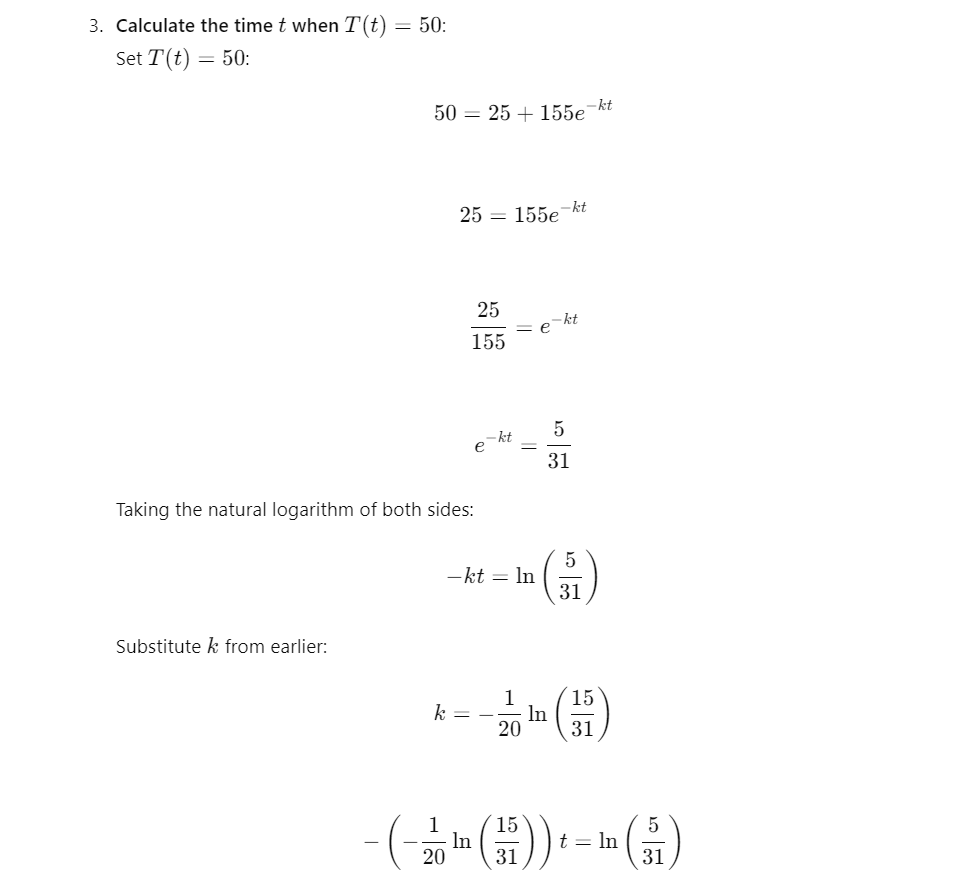 3. Calculate the time t when T(t) = 50:
Set T(t) = 50:
50 = 25 + 155e^{-kt}
25 = 155e^{-kt}
\frac{25}{155} = e^{-kt}
e^{-kt} = \frac{5}{31}
Taking the natural logarithm of both sides:
-kt = \ln\left(\frac{5}{31}\right)
Substitute k from earlier:
k = -\frac{1}{20}\ln\left(\frac{15}{31}\right)
-\left(-\frac{1}{20}\ln\left(\frac{15}{31}\right)\right)t = \ln\left(\frac{5}{31}\right)